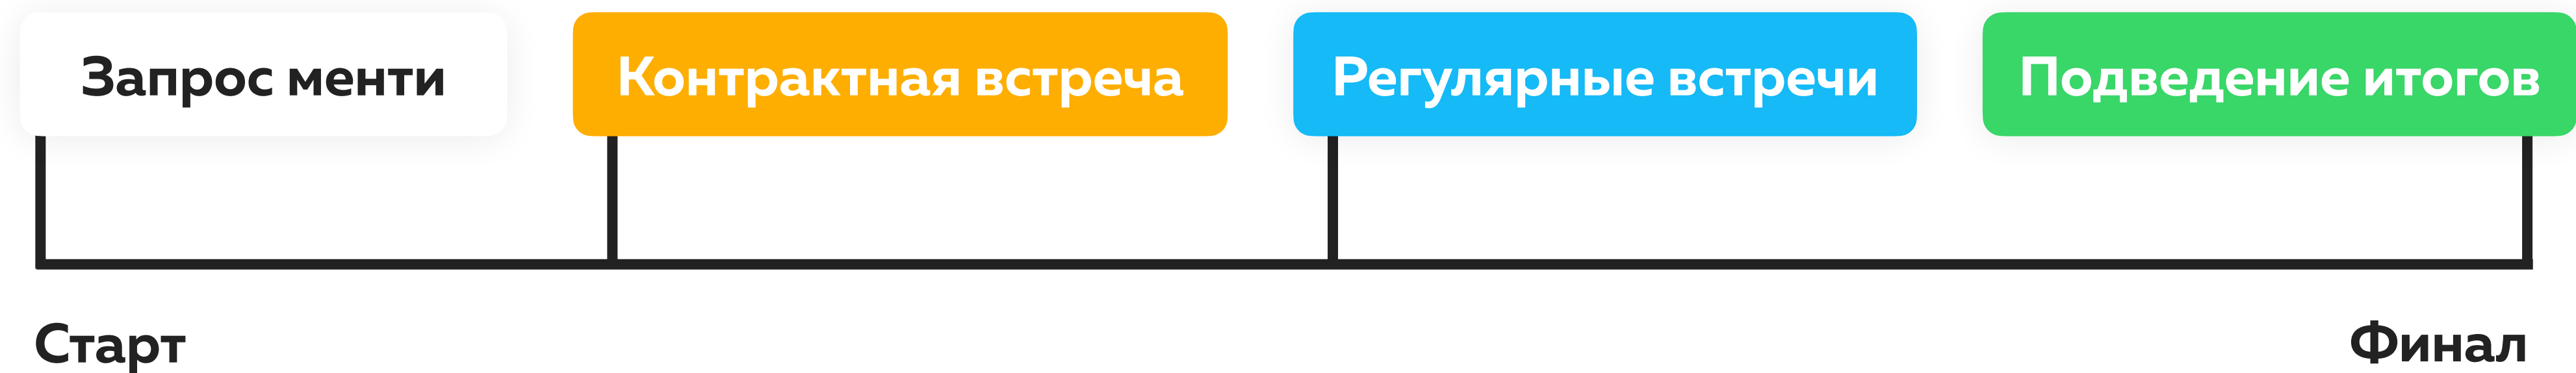 Запрос менти
Контрактная встреча
Регулярные встречи
Подведение итогов
Старт
Финал